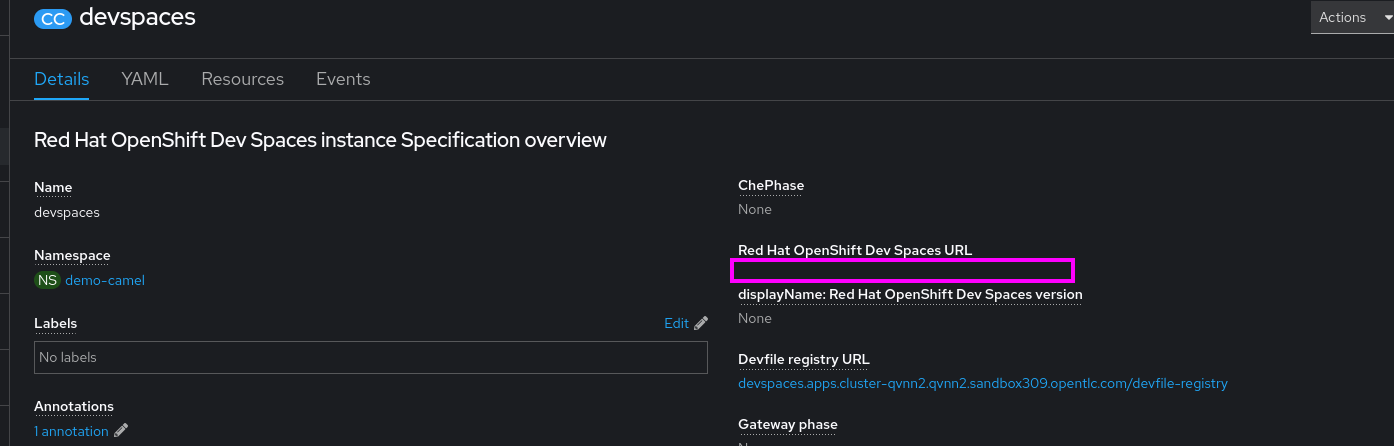 CC devspaces
Actions
Details YAML Resources Events
Red Hat OpenShift Dev Spaces instance Specification overview
Name
devspaces
Namespace
NS demo-camel
Labels
Edit
No labels
Annotations
1 annotation
ChePhase
None
Red Hat OpenShift Dev Spaces URL
displayName: Red Hat OpenShift Dev Spaces version
None
Devfile registry URL
devspaces.apps.cluster-qvnn2.qvnn2.sandbox309.opentlc.com/devfile-registry
Gateway phase